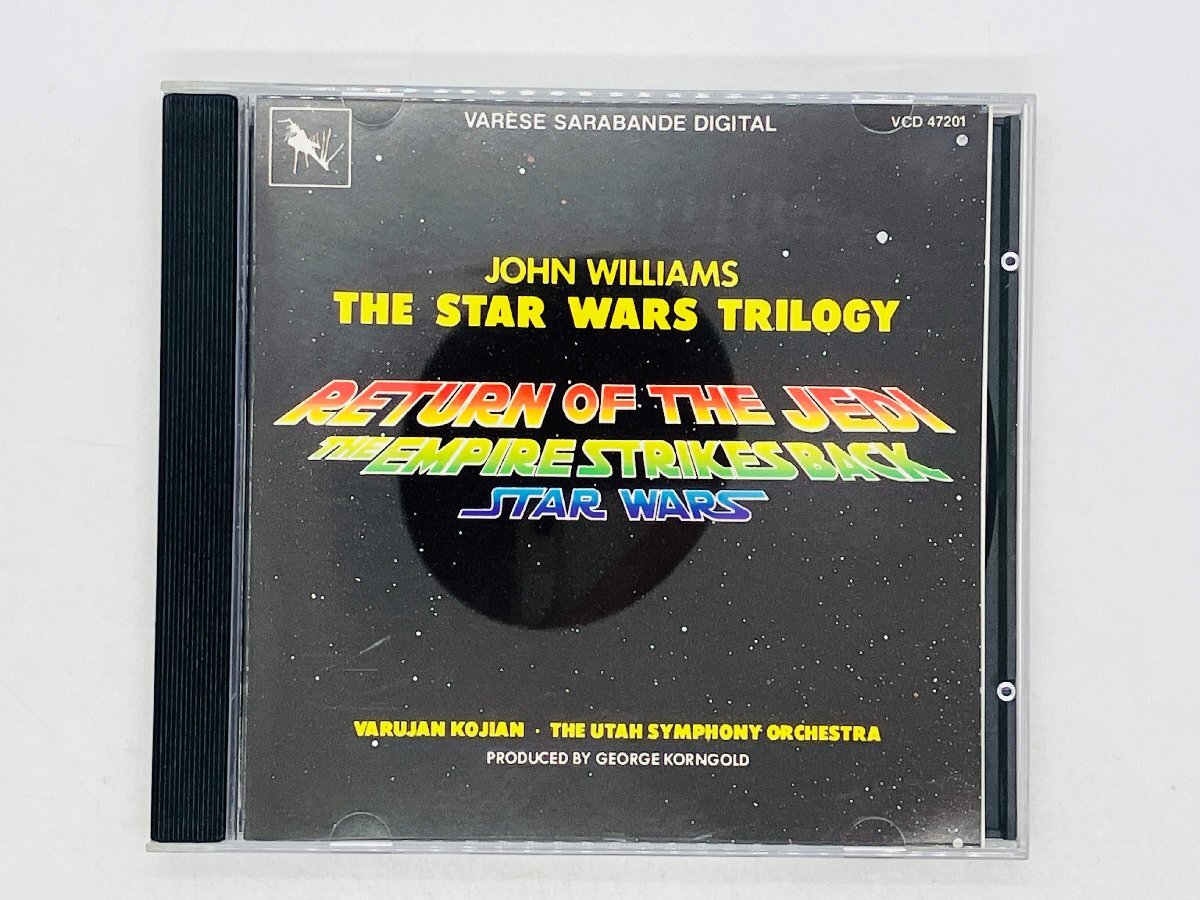 VARÈSE SARABANDE DIGITAL
VCD 47201
JOHN WILLIAMS
THE STAR WARS TRILOGY
RETURN OF THE JEDI
THE EMPIRE STRIKES BACK
STAR WARS
VARUJAN KOJIAN · THE UTAH SYMPHONY ORCHESTRA
PRODUCED BY GEORGE KORNGOLD